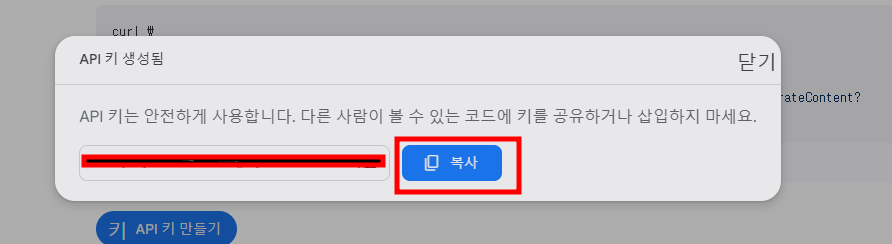 curl #
API 키 생성됨
닫기
rateContent?
API 키는 안전하게 사용합니다. 다른 사람이 볼 수 있는 코드에 키를 공유하거나 삽입하지 마세요.
복사
키 API 키 만들기